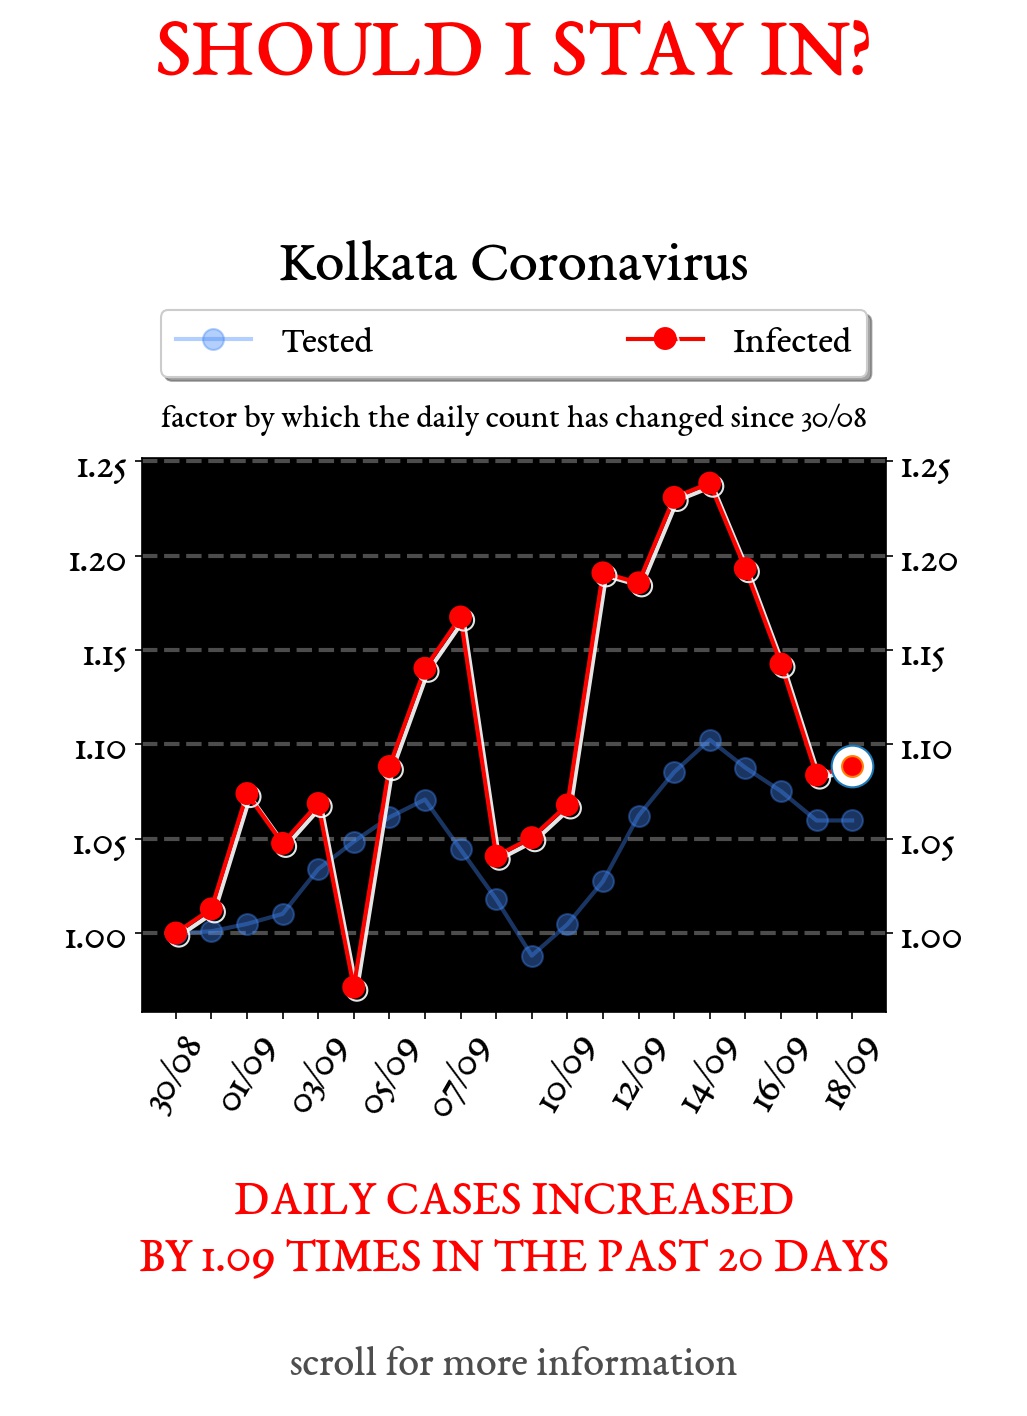 SHOULD I STAY IN?
Kolkata Coronavirus
Tested Infected
factor by which the daily count has changed since 30/08
1.25 1.25
1.20 1.20
1.15 1.15
1.10 1.10
1.05 1.05
1.00 1.00
30/08 01/09 03/09 05/09 07/09 10/09 12/09 14/09 16/09 18/09
DAILY CASES INCREASED
BY 1.09 TIMES IN THE PAST 20 DAYS
scroll for more information